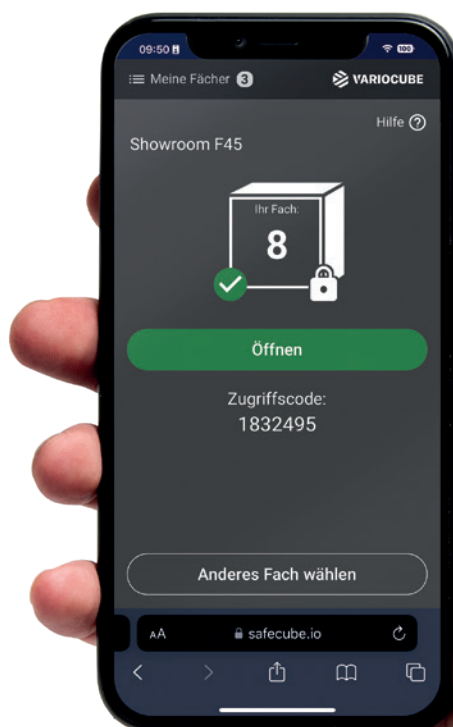 09:50
100
Meine Fächer 3
VARIOCUBE
Hilfe ?
Showroom F45
Ihr Fach:
8
Öffnen
Zugriffscode:
1832495
Anderes Fach wählen
AA
safecube.io